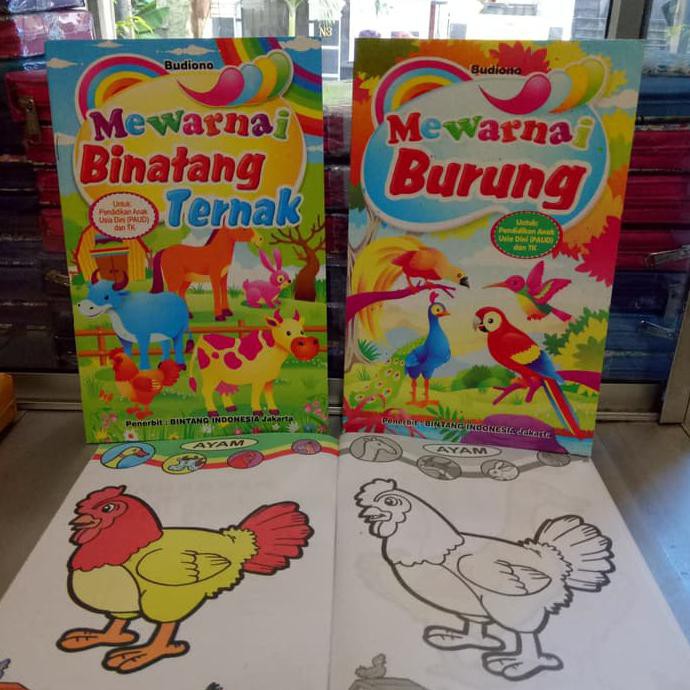 Budiono
Mewarnai
Binatang
Ternak
Untuk:
Pendidikan Anak
Usia Dini (PAUD)
dan TK
Penerbit : BINTANG INDONESIA Jakarta
Budiono
Mewarnai
Burung
Untuk:
Pendidikan Anak
Usia Dini (PAUD)
dan TK
Penerbit : BINTANG INDONESIA Jakarta
AYAM
AYAM